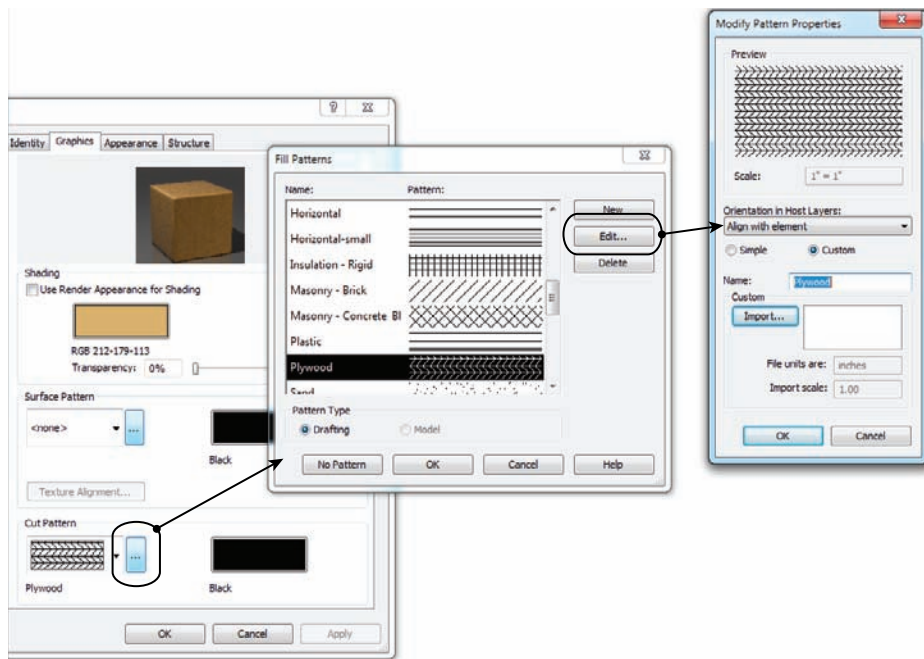 Identity Graphics Appearance Structure
Shading
Use Render Appearance for Shading
RGB 212-179-113
Transparency: 0%
Surface Pattern
<none>
...
Black
Texture Alignment...
Cut Pattern
...
Plywood
Black
OK Cancel Apply
Fill Patterns
Name: Pattern:
Horizontal
Horizontal-small
Insulation - Rigid
Masonry - Brick
Masonry - Concrete Bl
Plastic
Plywood
Sand
New
Edit...
Delete
Pattern Type
Drafting Model
No Pattern OK Cancel Help
Modify Pattern Properties
Preview
Scale: 1" = 1"
Orientation in Host Layers:
Align with element
Simple Custom
Name: Plywood
Custom
Import...
File units are: inches
Import scale: 1.00
OK Cancel